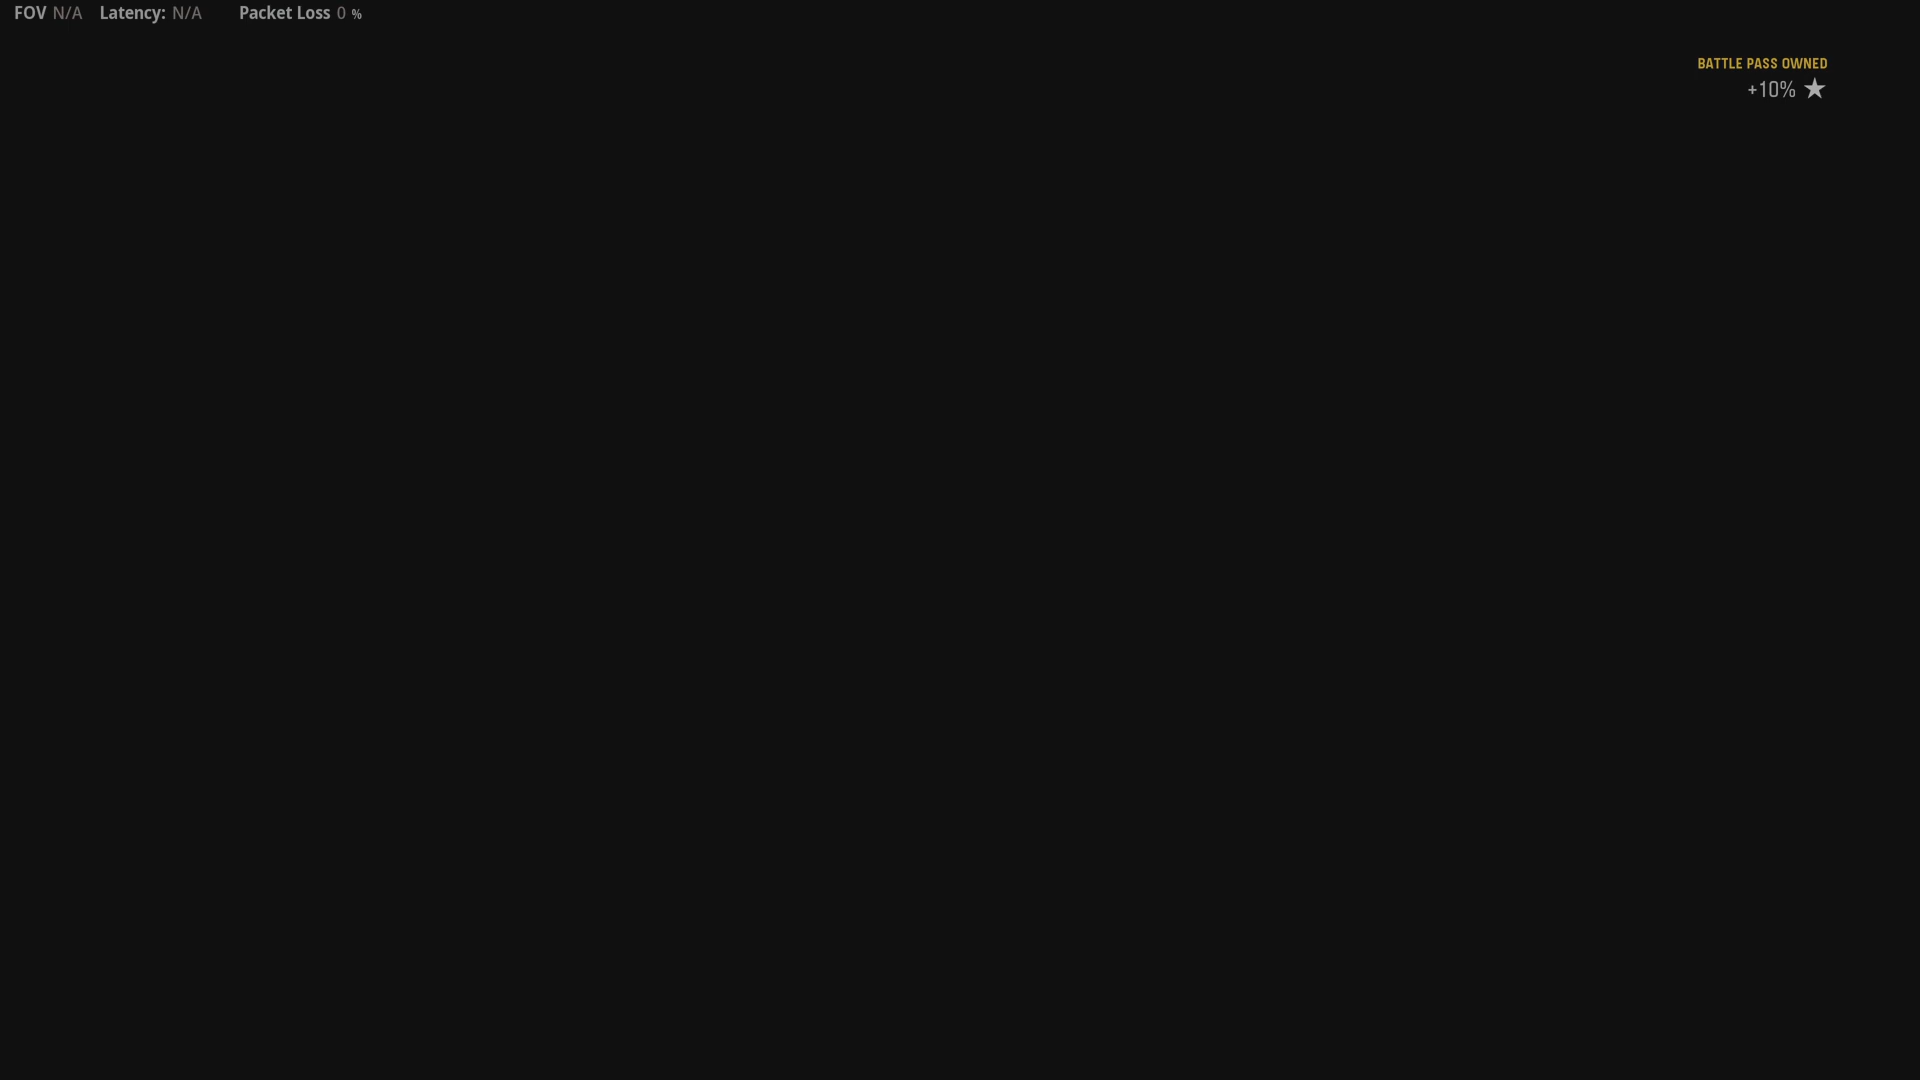 FOV N/A Latency: N/A Packet Loss 0 %
BATTLE PASS OWNED
+10% ★